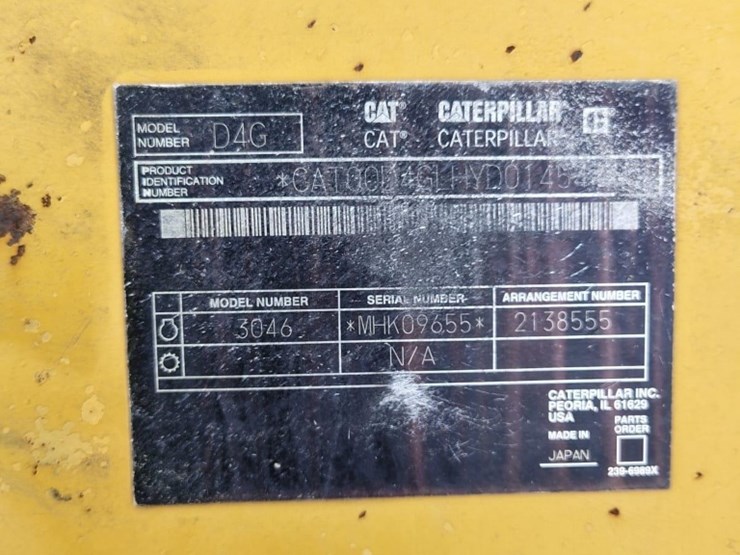 CAT® CATERPILLAR®
MODEL NUMBER D4G CAT® CATERPILLAR
PRODUCT
IDENTIFICATION
NUMBER
MODEL NUMBER SERIAL NUMBER ARRANGEMENT NUMBER
3046 *MHK09655* 2138555
N/A
CATERPILLAR INC.
PEORIA, IL 61629
USA
PARTS
ORDER
MADE IN
JAPAN
239-6989X